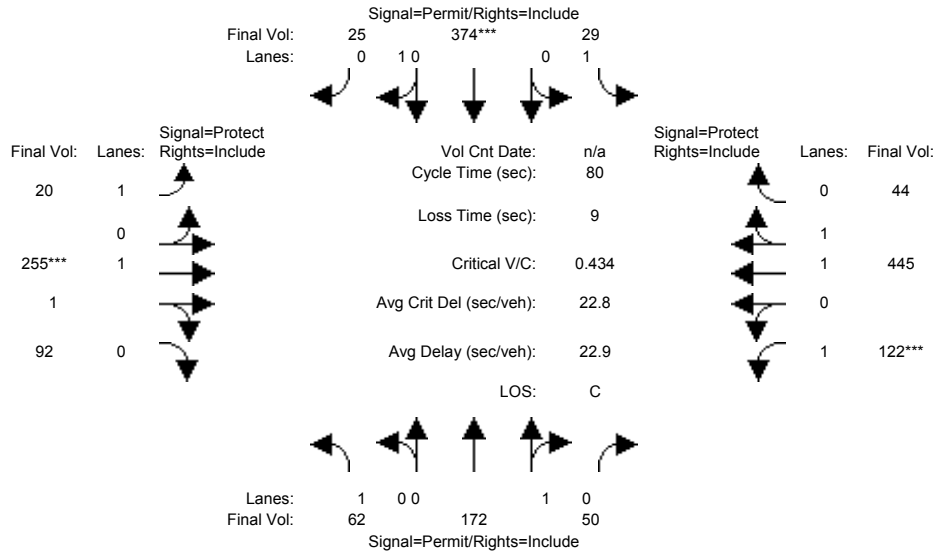 Signal=Permit/Rights=Include
Final Vol: 25 374*** 29
Lanes: 0 1 0 0 1
Signal=Protect Signal=Protect
Final Vol: Lanes: Rights=Include Vol Cnt Date: n/a Rights=Include Lanes: Final Vol:
Cycle Time (sec): 80
20 1 0 44
Loss Time (sec): 9
0 1
255*** 1 Critical V/C: 0.434 1 445
1 Avg Crit Del (sec/veh): 22.8 0
92 0 Avg Delay (sec/veh): 22.9 1 122***
LOS: C
Lanes: 1 0 0 1 0
Final Vol: 62 172 50
Signal=Permit/Rights=Include